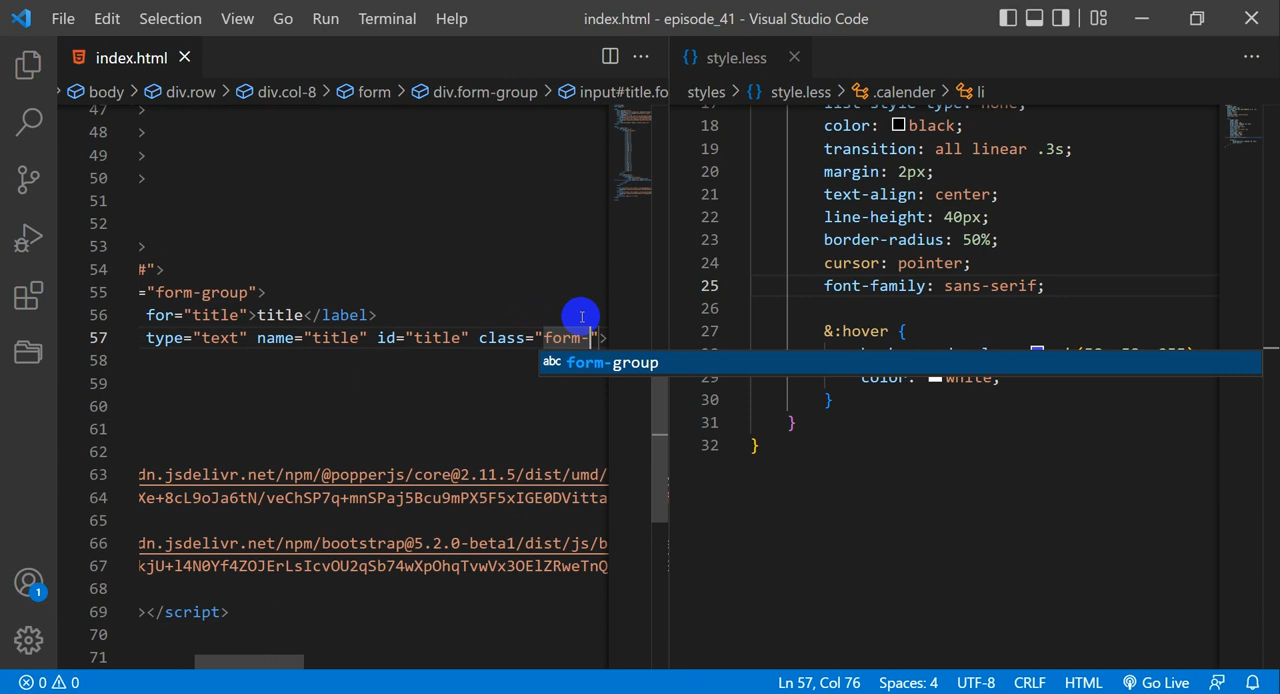 File Edit Selection View Go Run Terminal Help index.html - episode_41 - Visual Studio Code
index.html
style.less
body > div.row > div.col-8 > form > div.form-group > input#title.fo
styles > {} style.less > .calender > li
47 >
48 >
49 >
50 >
51
52
53 >
54 #">
55 ="form-group">
56 for="title">title</label>
57 type="text" name="title" id="title" class="form-">
abc form-group
58
59
60
61
62
63 dn.jsdelivr.net/npm/@popperjs/core@2.11.5/dist/umd/
64 Xe+8cL9oJa6tN/veChSP7q+mnSPaj5Bcu9mPX5F5xIGE0DVitta
65
66 dn.jsdelivr.net/npm/bootstrap@5.2.0-beta1/dist/js/b
67 kjU+l4N0Yf4ZOJErLsIcvOU2qSb74wXpOhqTvwVx3OElZRweTnQ
68
69 ></script>
70
71
list-style-type: none;
18 color: black;
19 transition: all linear .3s;
20 margin: 2px;
21 text-align: center;
22 line-height: 40px;
23 border-radius: 50%;
24 cursor: pointer;
25 font-family: sans-serif;
26
27 &:hover {
29 color: white;
30 }
31 }
32 }
1
0 0 Ln 57, Col 76 Spaces: 4 UTF-8 CRLF HTML Go Live